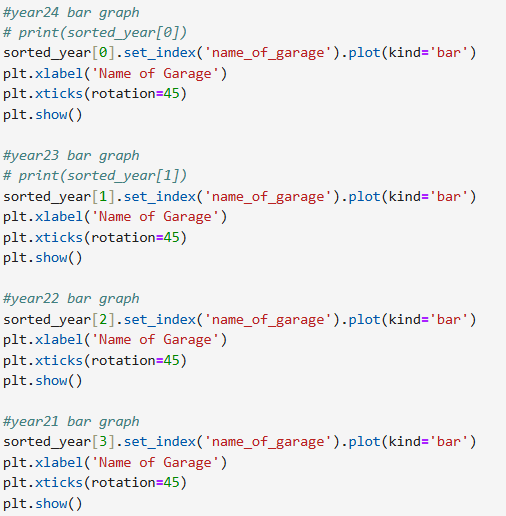 #year24 bar graph
# print(sorted_year[0])
sorted_year[0].set_index('name_of_garage').plot(kind='bar')
plt.xlabel('Name of Garage')
plt.xticks(rotation=45)
plt.show()

#year23 bar graph
# print(sorted_year[1])
sorted_year[1].set_index('name_of_garage').plot(kind='bar')
plt.xlabel('Name of Garage')
plt.xticks(rotation=45)
plt.show()

#year22 bar graph
sorted_year[2].set_index('name_of_garage').plot(kind='bar')
plt.xlabel('Name of Garage')
plt.xticks(rotation=45)
plt.show()

#year21 bar graph
sorted_year[3].set_index('name_of_garage').plot(kind='bar')
plt.xlabel('Name of Garage')
plt.xticks(rotation=45)
plt.show()